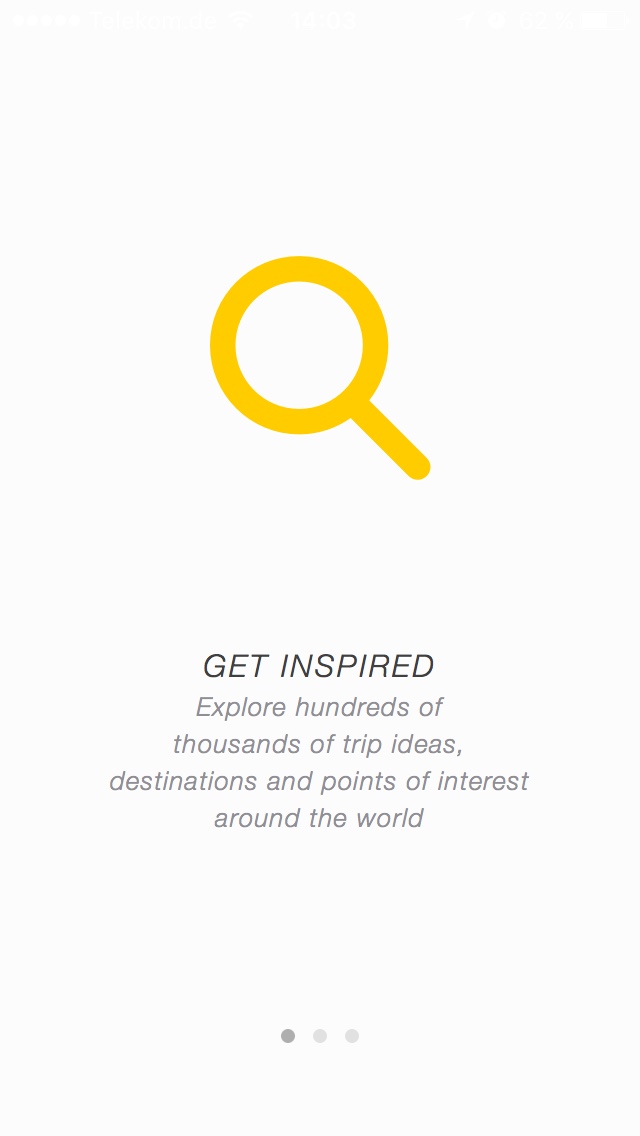 Telekom.de 14:03
GET INSPIRED
Explore hundreds of
thousands of trip ideas,
destinations and points of interest
around the world